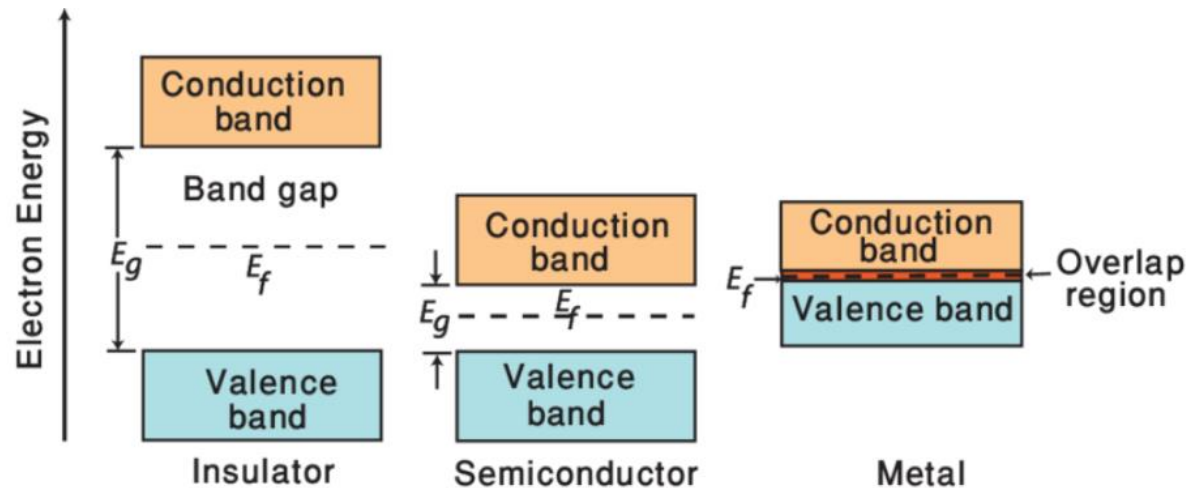 Electron Energy
Conduction
band
Band gap
Eg
Ef
Valence
band
Insulator
Conduction
band
Eg
Ef
Valence
band
Semiconductor
Conduction
band
Ef
Overlap
region
Valence band
Metal